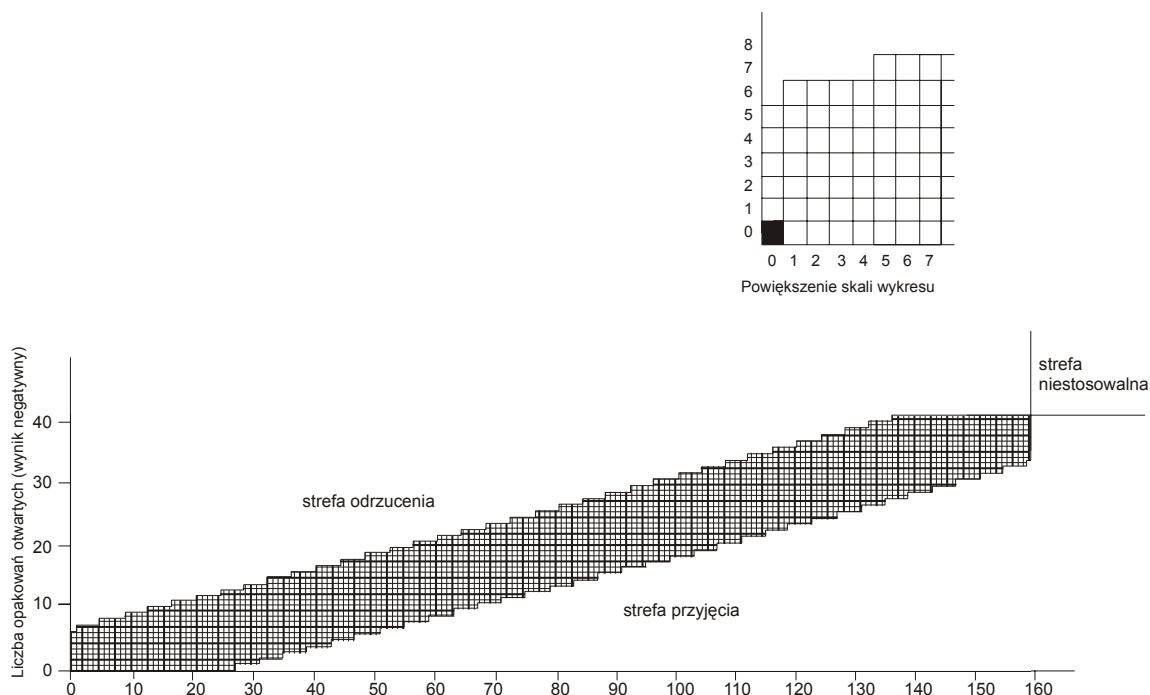 8
7
6
5
4
3
2
1
0
0 1 2 3 4 5 6 7
Powiększenie skali wykresu
Liczba opakowań otwartych (wynik negatywny)
strefa
niestosowalna
40
30
20
10
0
strefa odrzucenia
strefa przyjęcia
0 10 20 30 40 50 60 70 80 90 100 110 120 130 140 150 160